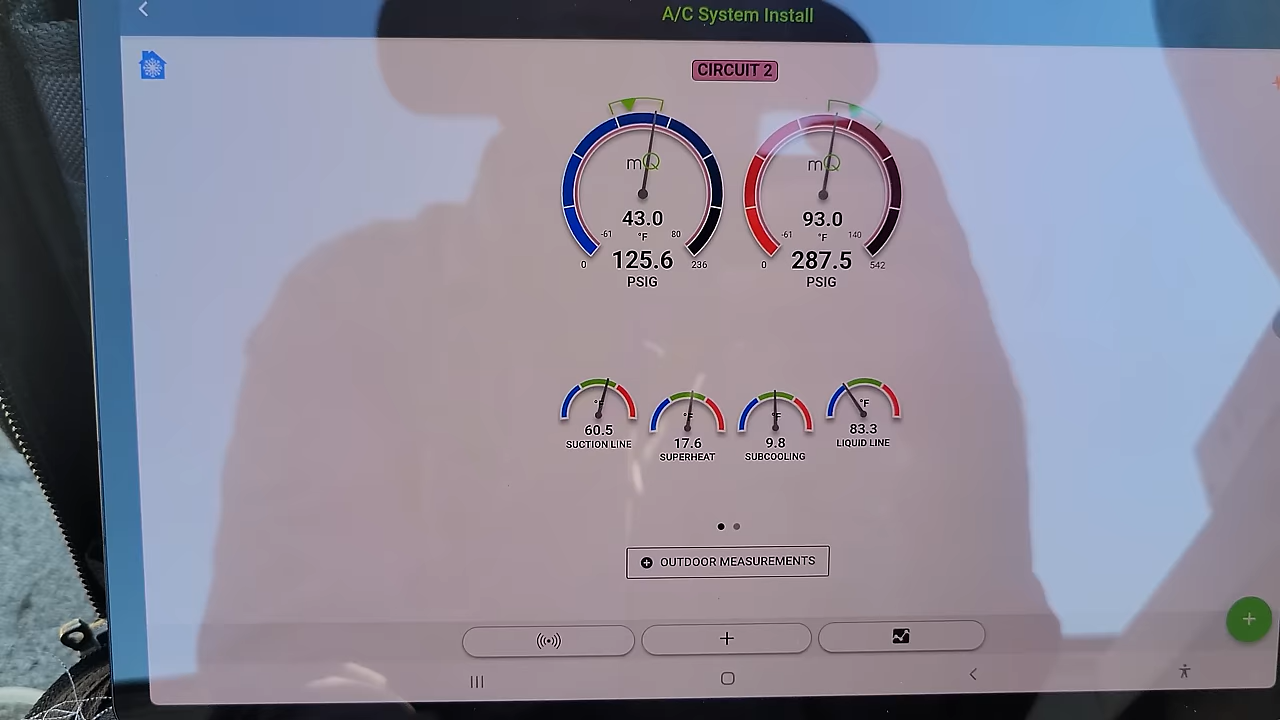 A/C System Install
CIRCUIT 2
mQ
43.0
-61 °F 80
0 125.6 236
PSIG
mQ
93.0
-61 °F 140
0 287.5 542
PSIG
°F
60.5
SUCTION LINE
°F
17.6
SUPERHEAT
°F
9.8
SUBCOOLING
°F
83.3
LIQUID LINE
OUTDOOR MEASUREMENTS